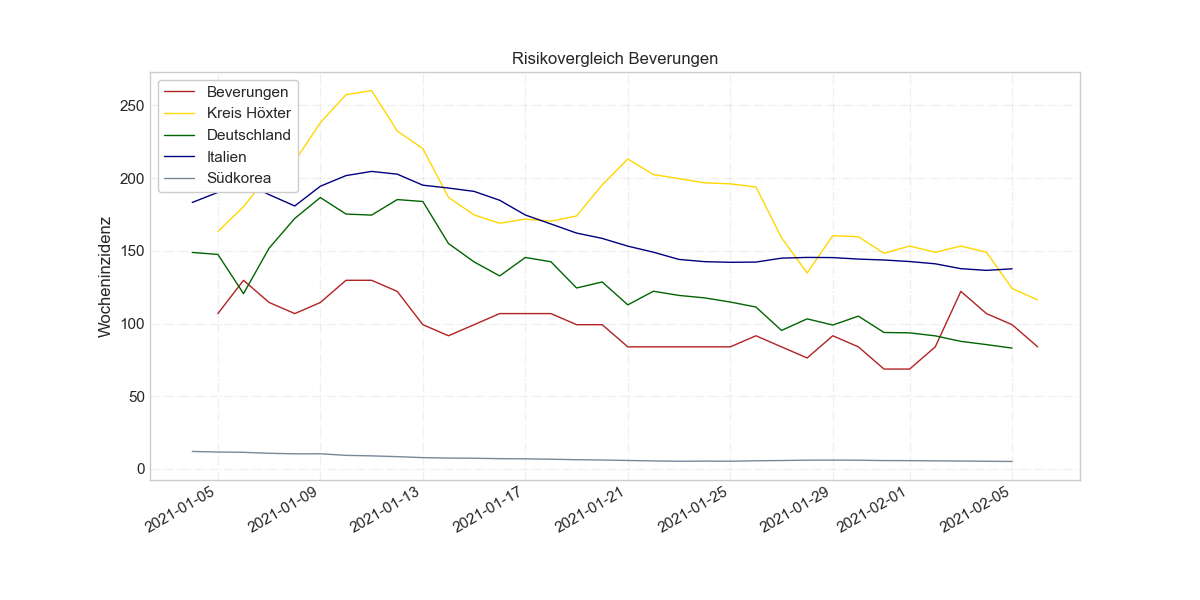 Risikovergleich Beverungen
Beverungen
Kreis Höxter
Deutschland
Italien
Südkorea
Wocheninzidenz
250
200
150
100
50
0
2021-01-05
2021-01-09
2021-01-13
2021-01-17
2021-01-21
2021-01-25
2021-01-29
2021-02-01
2021-02-05